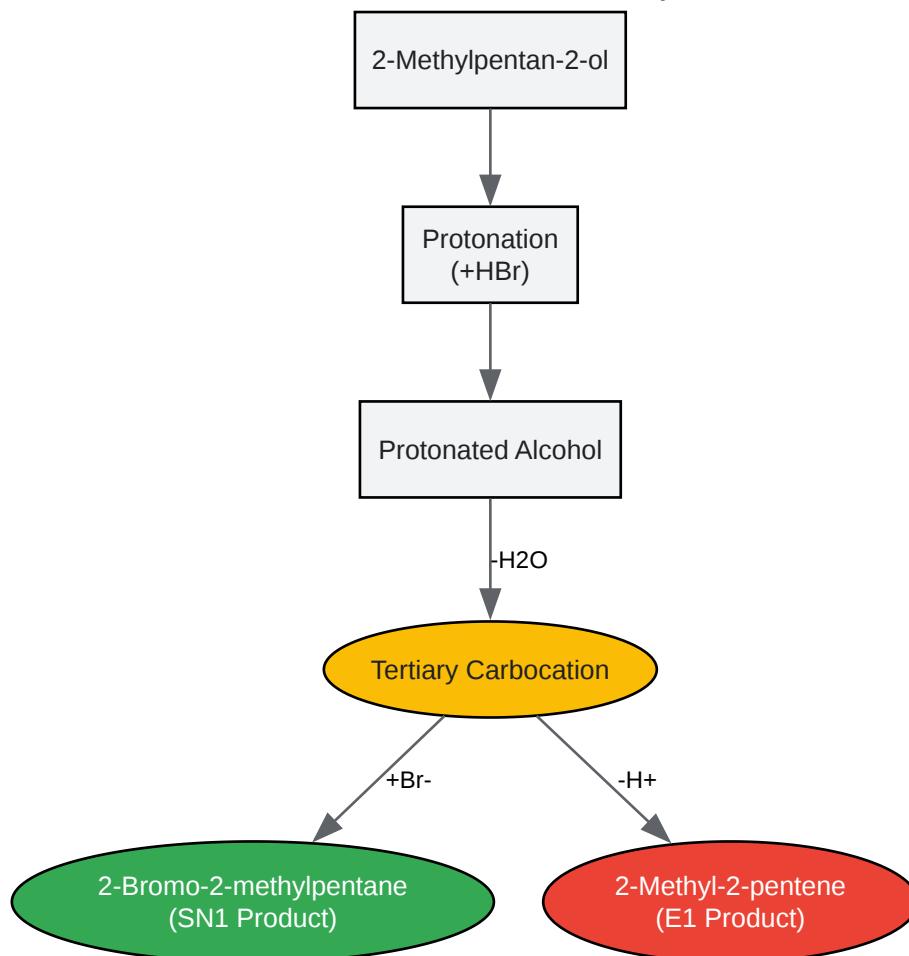 2-Methylpentan-2-ol
Protonation
(+HBr)
Protonated Alcohol
-H2O
Tertiary Carbocation
+Br-
-H+
2-Bromo-2-methylpentane
(SN1 Product)
2-Methyl-2-pentene
(E1 Product)